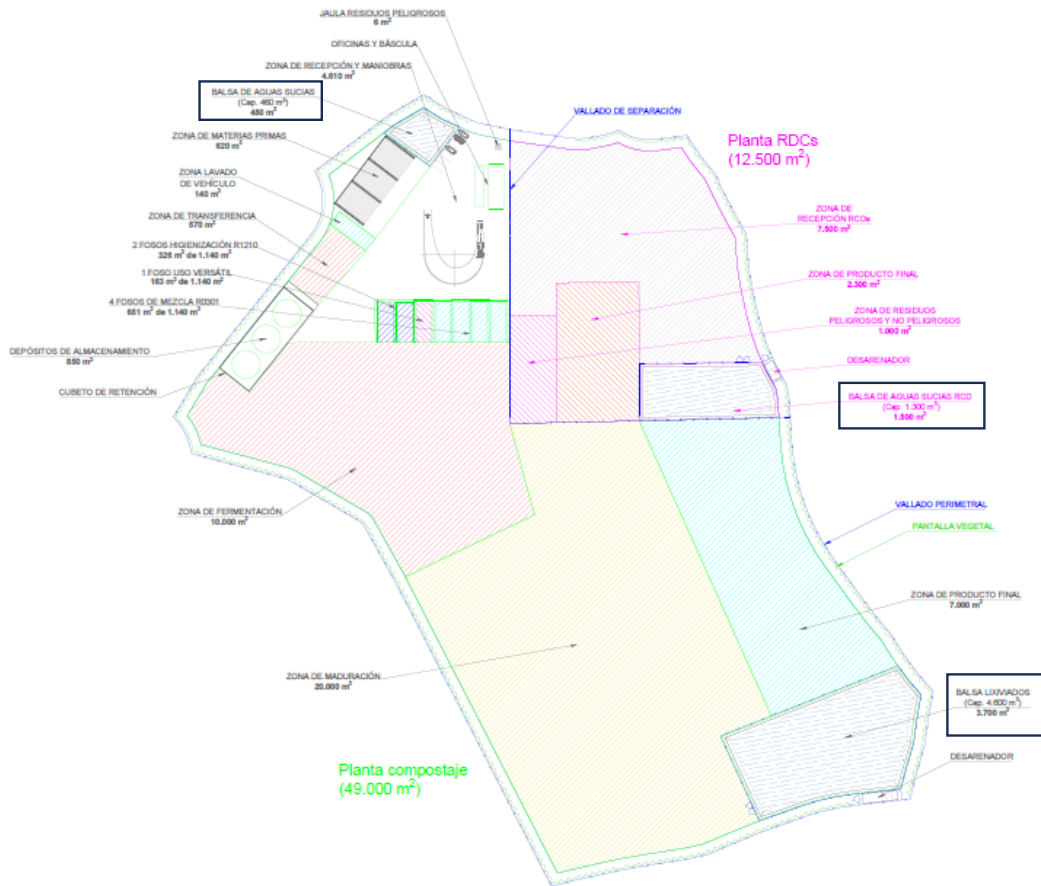 JAULA RESIDUOS PELIGROSOS
6 m²
OFICINAS Y BÁSCULA
ZONA DE RECEPCIÓN Y MANIOBRAS
4.610 m²
BALSA DE AGUAS SUCIAS
(Cap. 460 m³)
450 m²
ZONA DE MATERIAS PRIMAS
620 m²
ZONA LAVADO
DE VEHÍCULO
140 m²
ZONA DE TRANSFERENCIA
570 m²
2 FOSOS HIGIENIZACIÓN R1210
326 m² de 1.140 m²
1 FOSO USO VERSÁTIL
163 m² de 1.140 m²
4 FOSOS DE MEZCLA R0301
651 m² de 1.140 m²
DEPÓSITOS DE ALMACENAMIENTO
850 m²
CUBETO DE RETENCIÓN
ZONA DE FERMENTACIÓN
10.000 m²
ZONA DE MADURACIÓN
20.000 m²
Planta compostaje
(49.000 m²)
VALLADO DE SEPARACIÓN
Planta RDCs
(12.500 m²)
ZONA DE
RECEPCIÓN RCDs
7.500 m²
ZONA DE PRODUCTO FINAL
2.300 m²
ZONA DE RESIDUOS
PELIGROSOS Y NO PELIGROSOS
DESARENADOR
BALSA DE AGUAS SUCIAS RCD
(Cap. 1.300 m³)
1.500 m²
VALLADO PERIMETRAL
PANTALLA VEGETAL
ZONA DE PRODUCTO FINAL
7.000 m²
BALSA LIXIVIADOS
(Cap. 4.600 m³)
3.700 m²
DESARENADOR